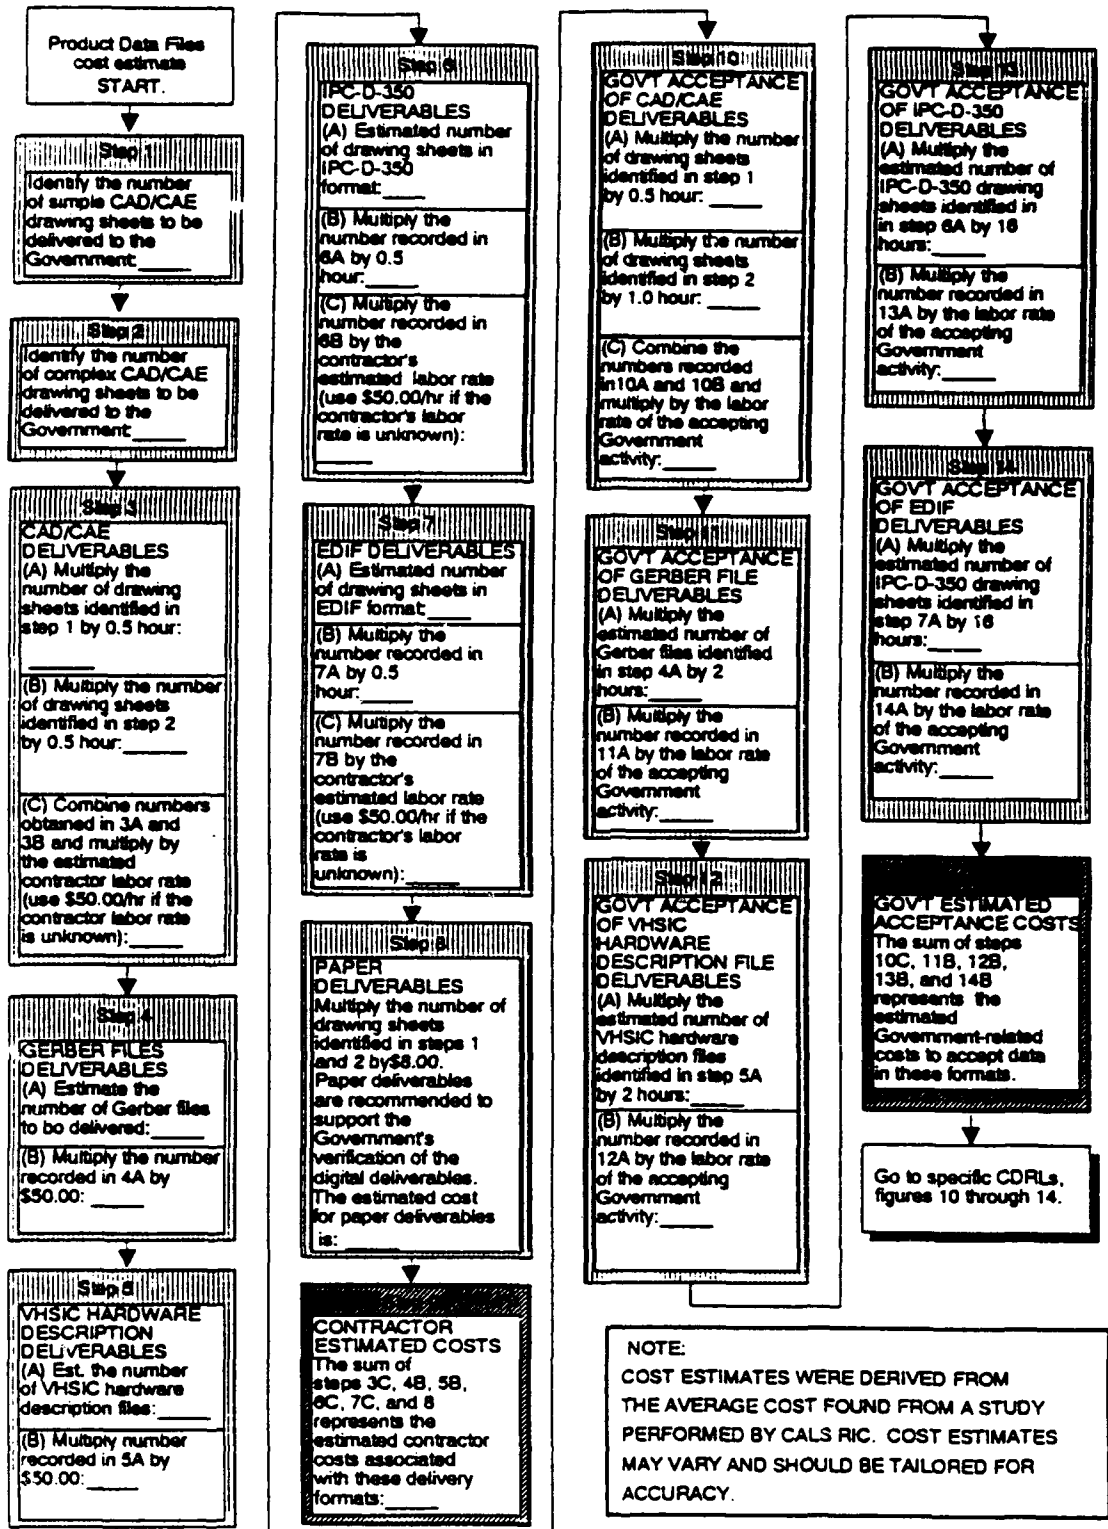 Product Data Files
cost estimate
START.
Step 1
Identify the number
of simple CAD/CAE
drawing sheets to be
delivered to the
Government:_____
Step 2
Identify the number
of complex CAD/CAE
drawing sheets to be
delivered to the
Government:_____
Step 3
CAD/CAE
DELIVERABLES
(A) Multiply the
number of drawing
sheets identified in
step 1 by 0.5 hour:
_____
(B) Multiply the number
of drawing sheets
identified in step 2
by 0.5 hour:_____
(C) Combine numbers
obtained in 3A and
3B and multiply by
the estimated
contractor labor rate
(use $50.00/hr if the
contractor labor rate
is unknown):_____
Step 4
GERBER FILES
DELIVERABLES
(A) Estimate the
number of Gerber files
to bo delivered:_____
(B) Multiply the number
recorded in 4A by
$50.00:_____
Step 5
VHSIC HARDWARE
DESCRIPTION
DELIVERABLES
(A) Est. the number
of VHSIC hardware
description files:_____
(B) Multiply number
recorded in 5A by
$50.00:_____
Step 6
IPC-D-350
DELIVERABLES
(A) Estimated number
of drawing sheets in
IPC-D-350
format:_____
(B) Multiply the
number recorded in
6A by 0.5
hour:_____
(C) Multiply the
number recorded in
6B by the
contractor's
estimated labor rate
(use $50.00/hr if the
contractor's labor
rate is unknown):
_____
Step 7
EDIF DELIVERABLES
(A) Estimated number
of drawing sheets in
EDIF format:_____
(B) Multiply the
number recorded in
7A by 0.5
hour:_____
(C) Multiply the
number recorded in
7B by the
contractor's
estimated labor rate
(use $50.00/hr if the
contractor's labor
rate is
unknown):_____
Step 8
PAPER
DELIVERABLES
Multiply the number of
drawing sheets
identified in steps 1
and 2 by$8.00.
Paper deliverables
are recommended to
support the
Government's
verification of the
digital deliverables.
The estimated cost
for paper deliverables
is:_____
CONTRACTOR
ESTIMATED COSTS
The sum of
steps 3C, 4B, 5B,
6C, 7C, and 8
represents the
estimated contractor
costs associated
with these delivery
formats:_____
Step 10
GOV'T ACCEPTANCE
OF CAD/CAE
DELIVERABLES
(A) Multiply the number
of drawing sheets
identified in step 1
by 0.5 hour:_____
(B) Multiply the number
of drawing sheets
identified in step 2
by 1.0 hour:_____
(C) Combine the
numbers recorded
in10A and 10B and
multiply by the labor
rate of the accepting
Government
activity:_____
Step 11
GOV'T ACCEPTANCE
OF GERBER FILE
DELIVERABLES
(A) Multiply the
estimated number of
Gerber files identified
in step 4A by 2
hours:_____
(B) Multiply the
number recorded in
11A by the labor rate
of the accepting
Government
activity:_____
Step 12
GOV'T ACCEPTANCE
OF VHSIC
HARDWARE
DESCRIPTION FILE
DELIVERABLES
(A) Multiply the
estimated number of
VHSIC hardware
description files
identified in step 5A
by 2 hours:_____
(B) Multiply the
number recorded in
12A by the labor rate
of the accepting
Government
activity:_____
Step 13
GOV'T ACCEPTANCE
OF IPC-D-350
DELIVERABLES
(A) Multiply the
estimated number of
IPC-D-350 drawing
sheets identified in
in step 6A by 16
hours:_____
(B) Multiply the
number recorded in
13A by the labor rate
of the accepting
Government
activity:_____
Step 14
GOV'T ACCEPTANCE
OF EDIF
DELIVERABLES
(A) Multiply the
estimated number of
IPC-D-350 drawing
sheets identified in
step 7A by 16
hours:_____
(B) Multiply the
number recorded in
14A by the labor rate
of the accepting
Government
activity:_____
GOV'T ESTIMATED
ACCEPTANCE COSTS
The sum of steps
10C, 11B, 12B,
13B, and 14B
represents the
estimated
Government-related
costs to accept data
in these formats.
Go to specific CDRLs,
figures 10 through 14.
NOTE:
COST ESTIMATES WERE DERIVED FROM
THE AVERAGE COST FOUND FROM A STUDY
PERFORMED BY CALS RIC. COST ESTIMATES
MAY VARY AND SHOULD BE TAILORED FOR
ACCURACY.